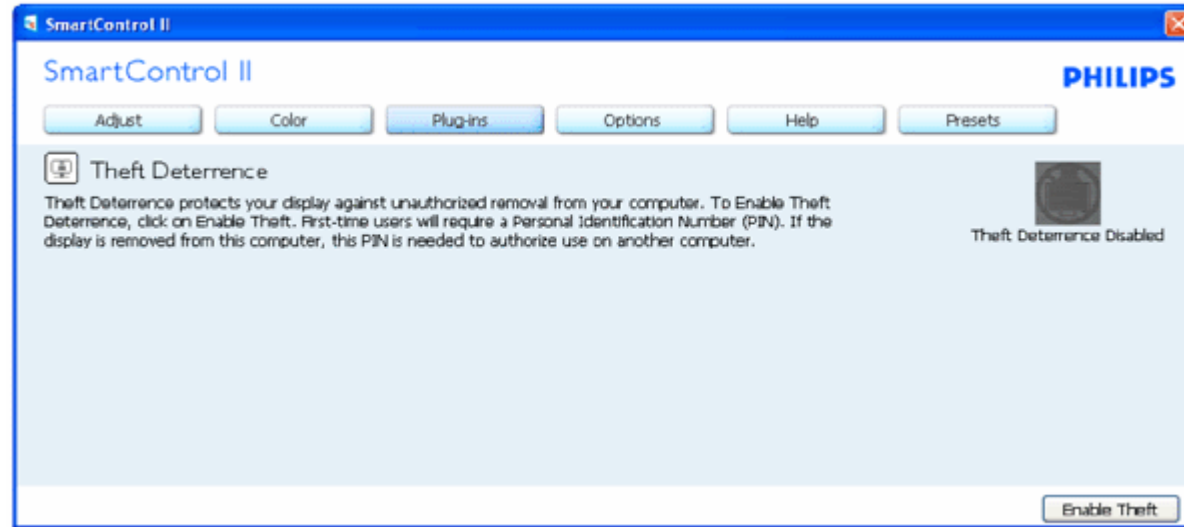 SmartControl II
SmartControl II
PHILIPS
Adjust Color Plug-ins Options Help Presets
Theft Deterrence
Theft Deterrence protects your display against unauthorized removal from your computer. To Enable Theft
Deterrence, click on Enable Theft. First-time users will require a Personal Identification Number (PIN). If the
display is removed from this computer, this PIN is needed to authorize use on another computer.
Theft Deterrence Disabled
Enable Theft